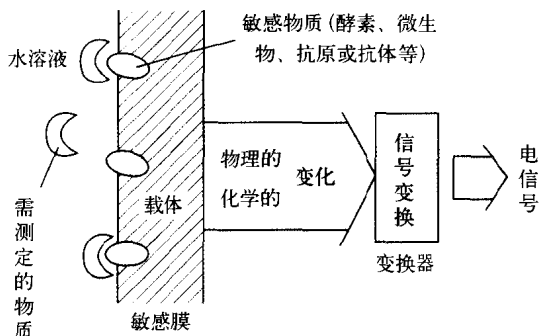 敏感物质(酵素、微生
物、抗原或抗体等)
水溶液
物理的
化学的
变化
信号变换
电信号
载体
需测定的物质
变换器
敏感膜